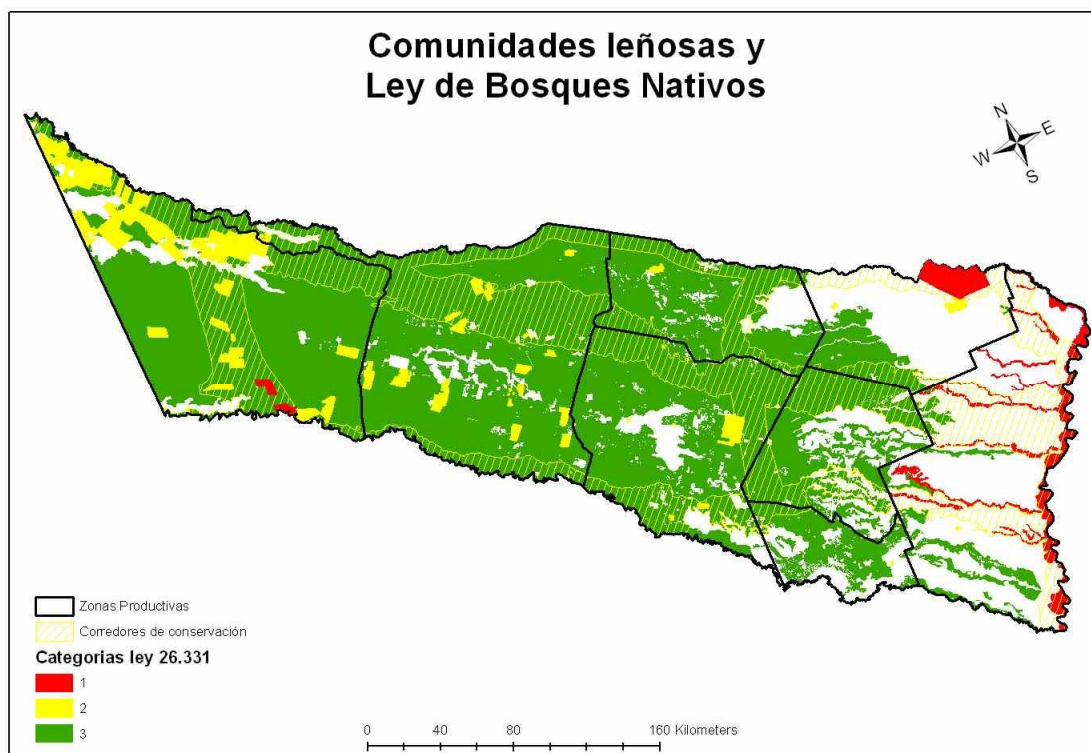 Comunidades leñosas y
Ley de Bosques Nativos
N
E
W
S
Zonas Productivas
Corredores de conservación
Categorias ley 26.331
1
2
3
0 40 80 160 Kilometers